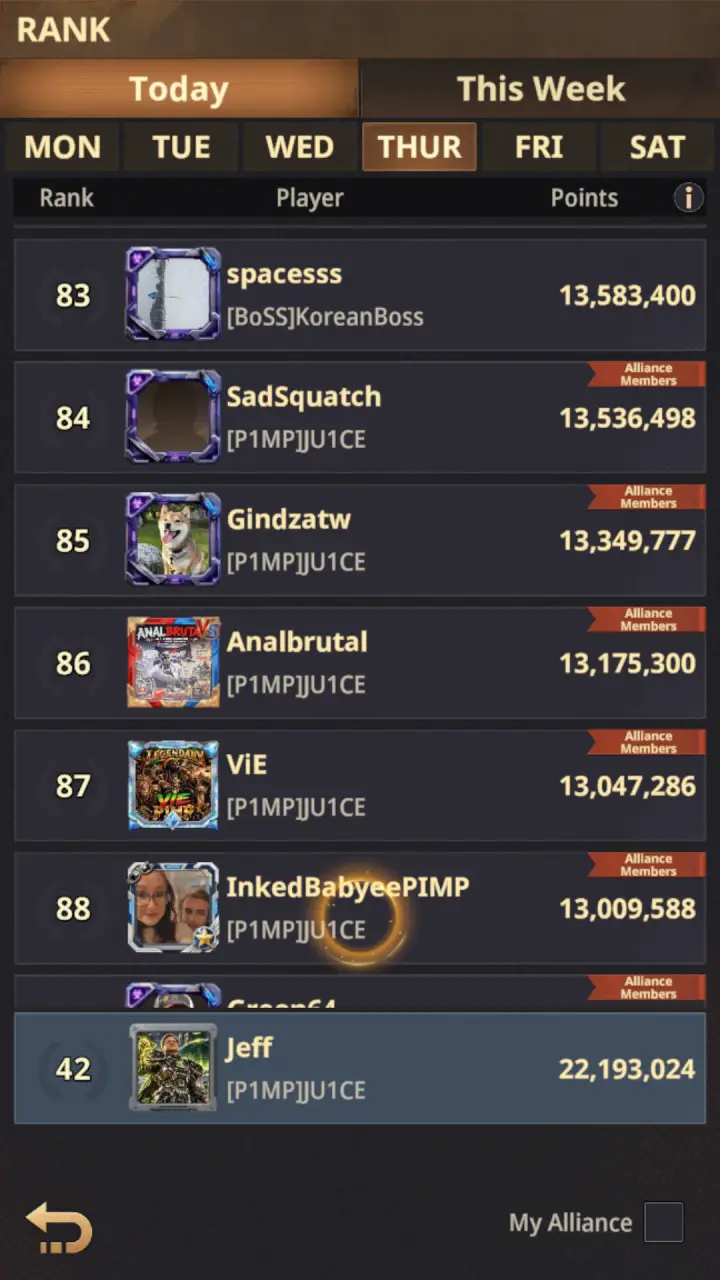 RANK
Today
This Week
MON
TUE
WED
THUR
FRI
SAT
Rank
Player
Points
i
83
spacesss
[BoSS]KoreanBoss
13,583,400
Alliance
Members
84
SadSquatch
[P1MP]JU1CE
13,536,498
Alliance
Members
85
Gindzatw
[P1MP]JU1CE
13,349,777
Alliance
Members
86
ANALBRUTAL
Analbrutal
[P1MP]JU1CE
13,175,300
Alliance
Members
87
LEGENDARY
VIE
ViE
[P1MP]JU1CE
13,047,286
Alliance
Members
88
InkedBabyeePIMP
[P1MP]JU1CE
13,009,588
Alliance
Members
Green64
42
Jeff
[P1MP]JU1CE
22,193,024
My Alliance